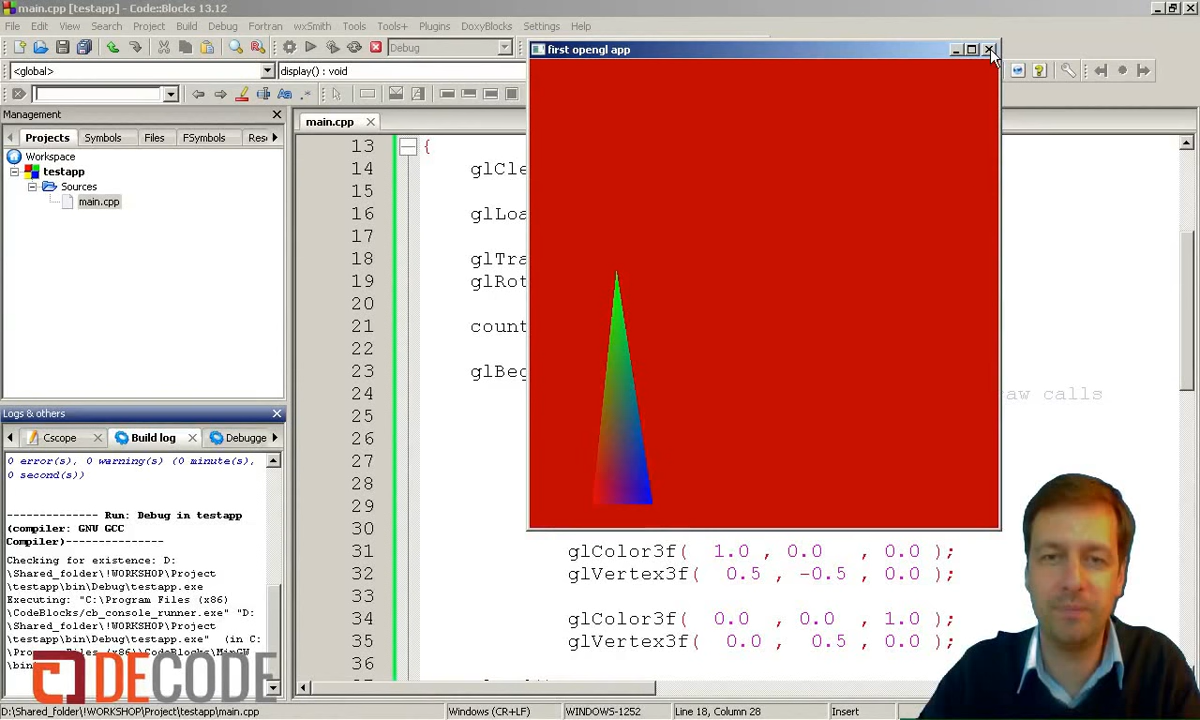 main.cpp [testapp] - Code::Blocks 13.12
File Edit View Search Project Build Debug Fortran wxSmith Tools Tools+ Plugins DoxyBlocks Settings Help
Debug
<global>
display() : void
Management
Projects Symbols Files FSymbols
Workspace
testapp
Sources
main.cpp
Logs & others
Cscope Build log Debugge
0 error(s), 0 warning(s) (0 minute(s),
0 second(s))
-------------- Run: Debug in testapp
(compiler: GNU GCC
Compiler)---------------
Checking for existence: D:
\Shared_folder\!WORKSHOP\Project
\testapp\bin\Debug\testapp.exe
Executing: "C:\Program Files (x86)
\CodeBlocks/cb_console_runner.exe" "D:
\Shared_folder\!WORKSHOP\Project
\testapp\bin\Debug\testapp.exe" (in C:
DECODE
main.cpp
13 {
14 glCle
15
16 glLoa
17
18 glTra
19 glRot
20
21 count
22
23 glBeg
24 aw calls
25
26
27
28
29
30
31 glColor3f( 1.0 , 0.0 , 0.0 );
32 glVertex3f( 0.5 , -0.5 , 0.0 );
33
34 glColor3f( 0.0 , 0.0 , 1.0 );
35 glVertex3f( 0.0 , 0.5 , 0.0 );
36
first opengl app
D:\Shared_folder\!WORKSHOP\Project\testapp\main.cpp
Windows (CR+LF)
WINDOWS-1252
Line 18, Column 28
Insert